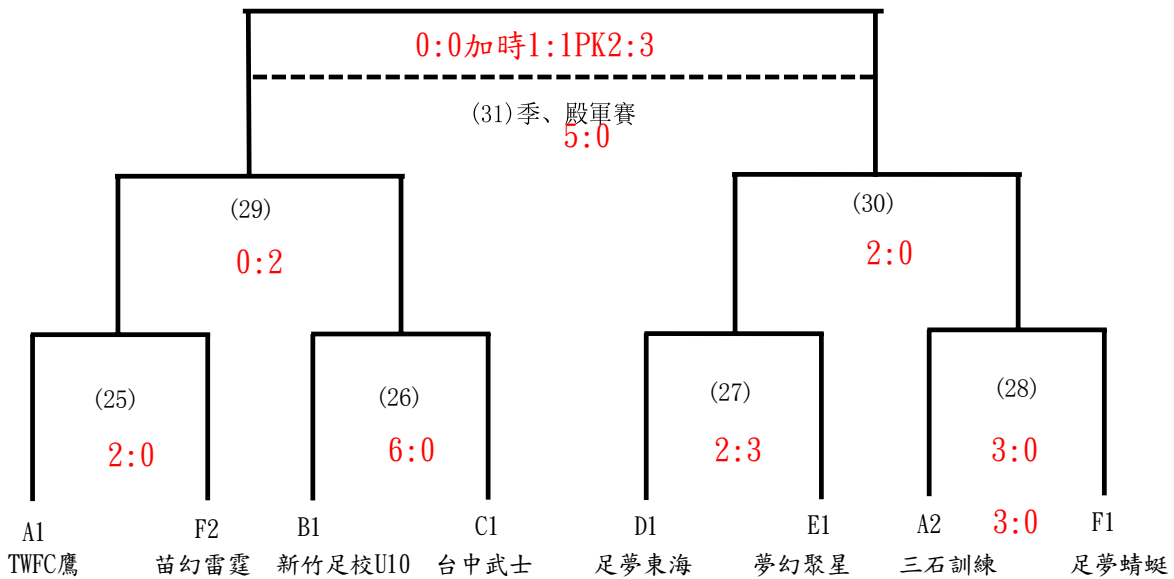 0:0加時1:1PK2:3
(31)季、殿軍賽
5:0
(29)
(30)
0:2
2:0
(25)
(26)
(27)
(28)
2:0
6:0
2:3
3:0
A1
F2
B1
C1
D1
E1
A2
3:0
F1
TWFC鷹
苗幻雷霆
新竹足校U10
台中武士
足夢東海
夢幻聚星
三石訓練
足夢蜻蜓